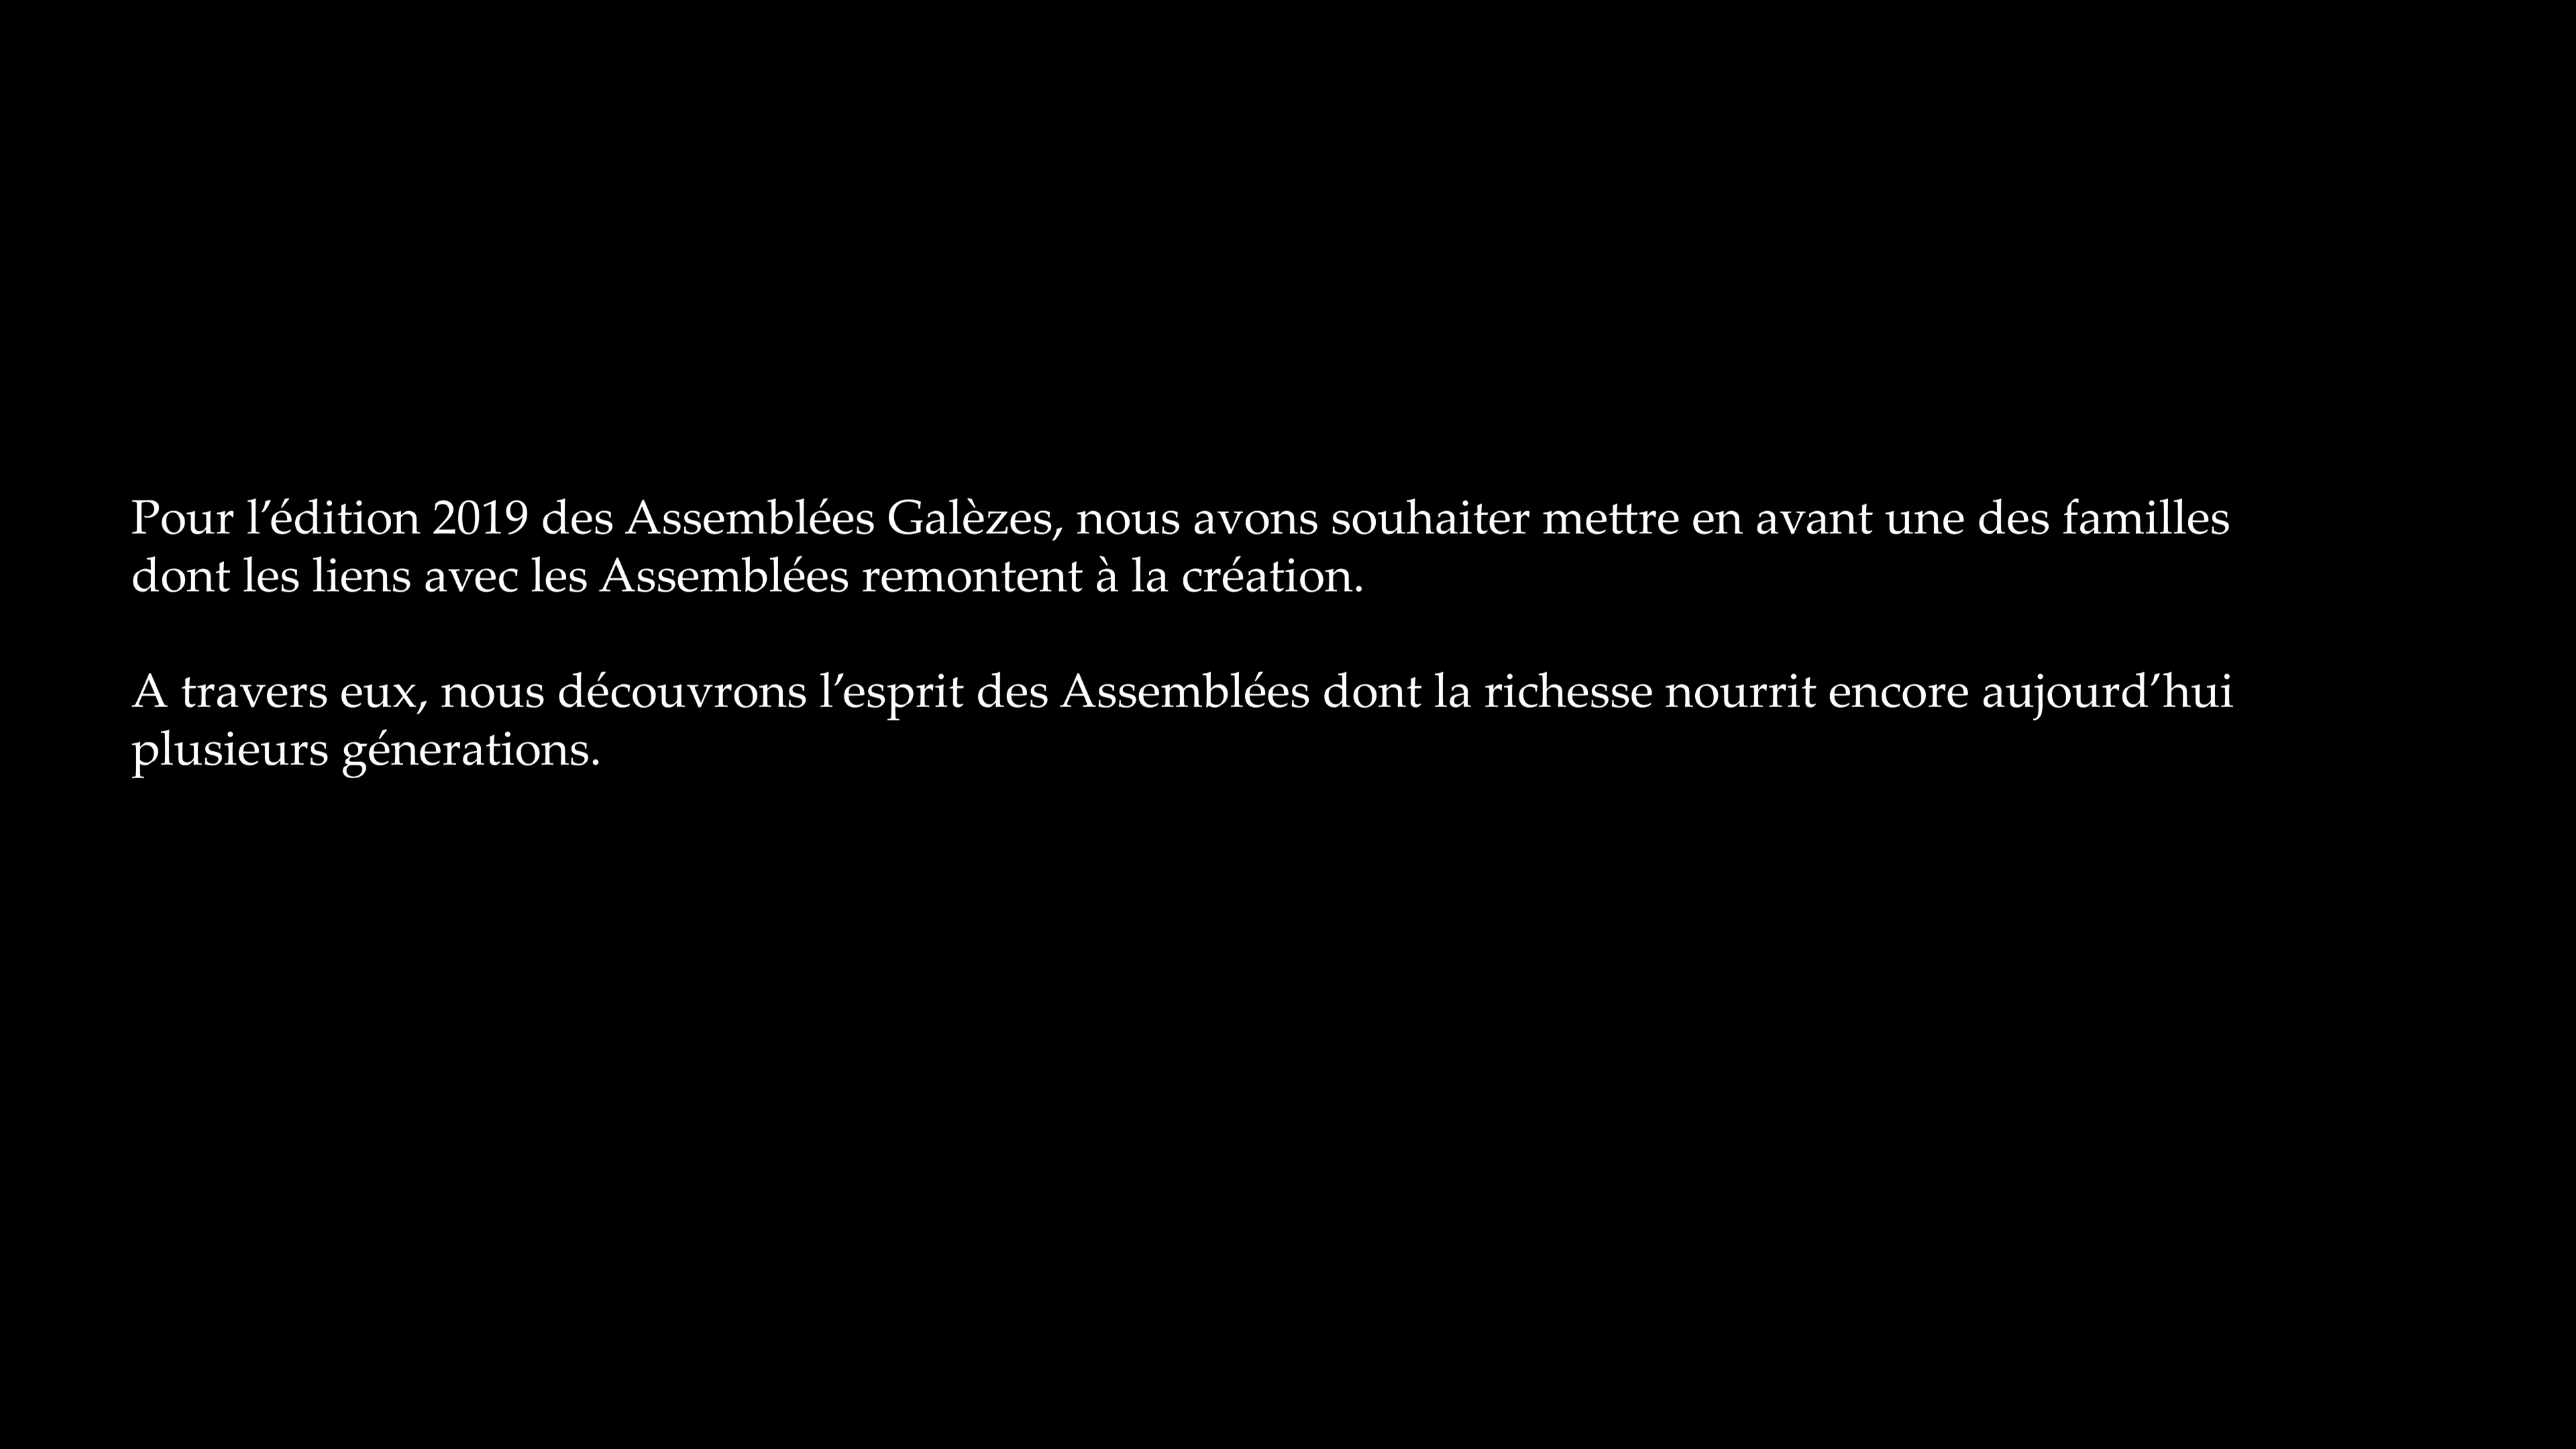 Pour l’édition 2019 des Assemblées Galèzes, nous avons souhaiter mettre en avant une des familles
dont les liens avec les Assemblées remontent à la création.
A travers eux, nous découvrons l’esprit des Assemblées dont la richesse nourrit encore aujourd’hui
plusieurs génerations.